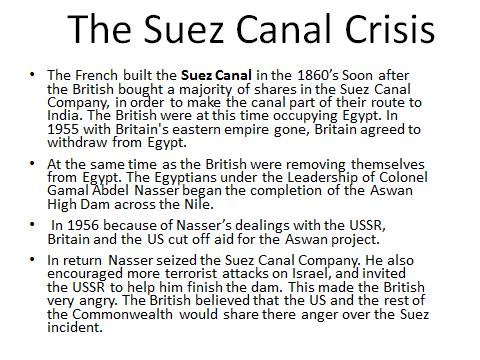 The Suez Canal Crisis
• The French built the Suez Canal in the 1860's Soon after
the British bought a majority of shares in the Suez Canal
Company, in order to make the canal part of their route to
India. The British were at this time occupying Egypt. In
1955 with Britain's eastern empire gone, Britain agreed to
withdraw from Egypt.
• At the same time as the British were removing themselves
from Egypt. The Egyptians under the Leadership of Colonel
Gamal Abdel Nasser began the completion of the Aswan
High Dam across the Nile.
• In 1956 because of Nasser's dealings with the USSR,
Britain and the US cut off aid for the Aswan project.
• In return Nasser seized the Suez Canal Company. He also
encouraged more terrorist attacks on Israel, and invited
the USSR to help him finish the dam. This made the British
very angry. The British believed that the US and the rest of
the Commonwealth would share there anger over the Suez
incident.